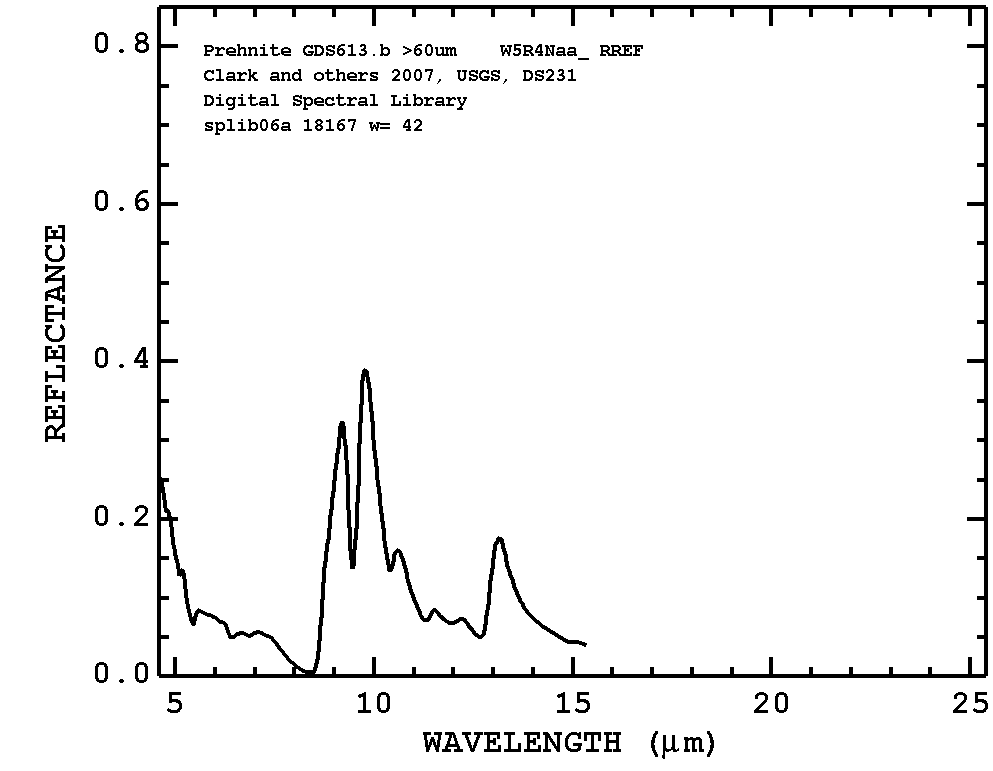 0.8
Prehnite GDS613.b >60um W5R4Naa_ RREF
Clark and others 2007, USGS, DS231
Digital Spectral Library
splib06a 18167 w= 42
0.6
REFLECTANCE
0.4
0.2
0.0
5 10 15 20 25
WAVELENGTH (μm)